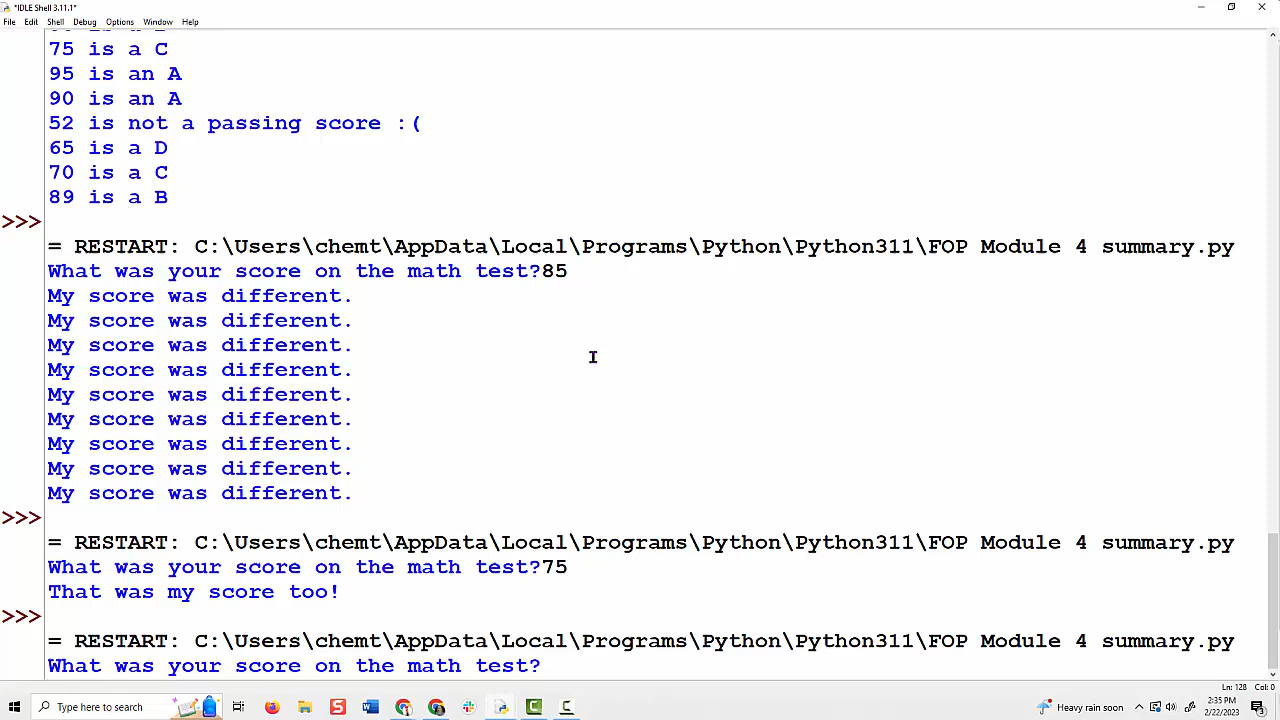 *IDLE Shell 3.11.1*
File Edit Shell Debug Options Window Help
75 is a C
95 is an A
90 is an A
52 is not a passing score :(
65 is a D
70 is a C
89 is a B
>>>
= RESTART: C:\Users\chemt\AppData\Local\Programs\Python\Python311\FOP Module 4 summary.py
What was your score on the math test?85
My score was different.
My score was different.
My score was different.
My score was different.
My score was different.
My score was different.
My score was different.
My score was different.
My score was different.
>>>
= RESTART: C:\Users\chemt\AppData\Local\Programs\Python\Python311\FOP Module 4 summary.py
What was your score on the math test?75
That was my score too!
>>>
= RESTART: C:\Users\chemt\AppData\Local\Programs\Python\Python311\FOP Module 4 summary.py
What was your score on the math test?
Ln: 128 Col: 0
Type here to search
Heavy rain soon
2:35 PM
2/22/2023